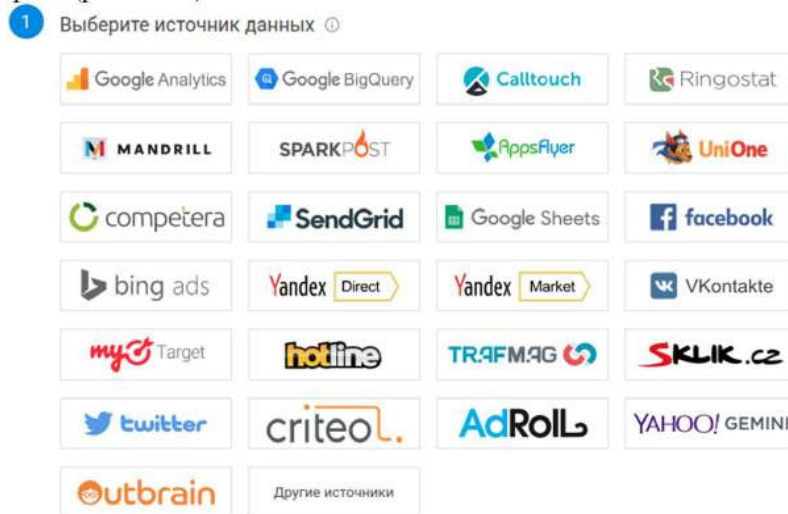 1 Выберите источник данных
Google Analytics Google BigQuery Calltouch Ringostat
MANDRILL SPARKPOST AppsFlyer UniOne
competera SendGrid Google Sheets facebook
bing ads Yandex Direct Yandex Market VKontakte
my Target hotline TRAFMAG SKLIK.cz
twitter criteo AdRoll YAHOO! GEMINI
Outbrain Другие источники